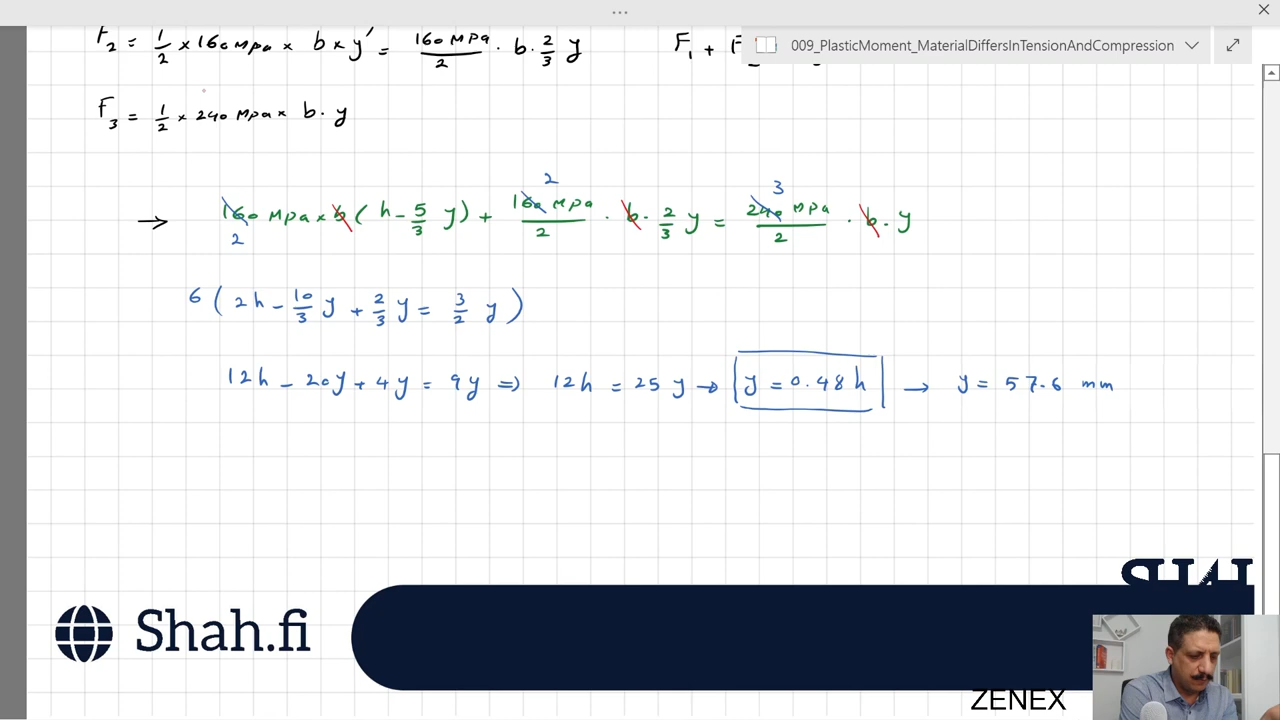 F₂ = 1/2 × 160 MPa × b × y' = 160 MPa/2 · b · 2/3 y
F₁ +
009_PlasticMoment_MaterialDiffersInTensionAndCompression
F₃ = 1/2 × 240 MPa × b · y
→ 160 MPa × b ( h - 5/3 y ) + 160 MPa/2 · b · 2/3 y = 240 MPa/2 · b · y
2 2 3
6 ( 2h - 10/3 y + 2/3 y = 3/2 y )
12h - 20y + 4y = 9y ⇒ 12h = 25 y → y = 0.48 h → y = 57.6 mm
Shah.fi
ZENEX